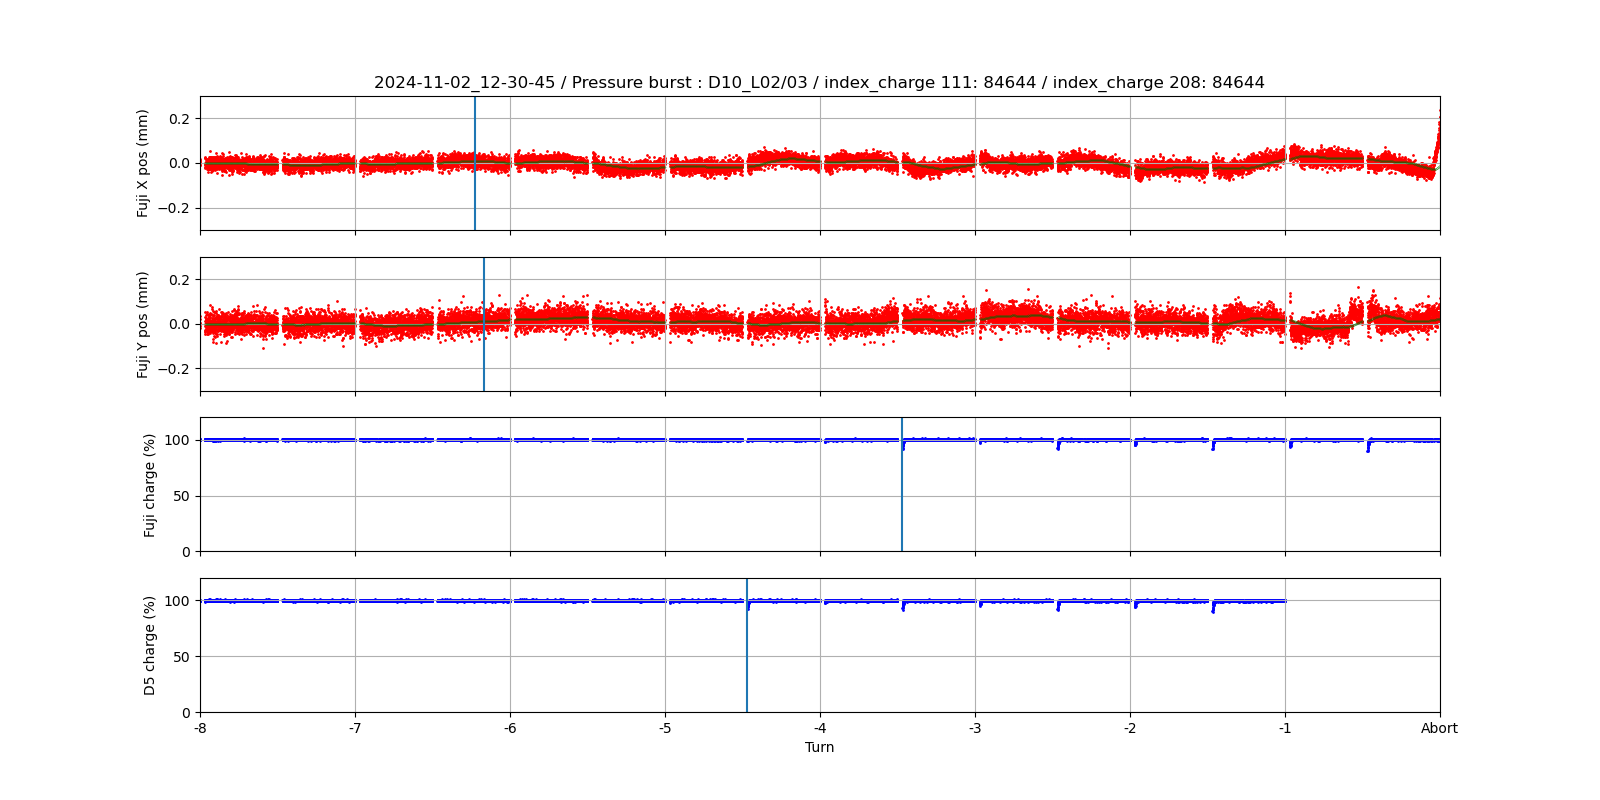 2024-11-02_12-30-45 / Pressure burst : D10_L02/03 / index_charge 111: 84644 / index_charge 208: 84644
Fuji X pos (mm)
0.2
0.0
−0.2
Fuji Y pos (mm)
0.2
0.0
−0.2
Fuji charge (%)
100
50
0
D5 charge (%)
100
50
0
-8 -7 -6 -5 -4 -3 -2 -1 Abort
Turn